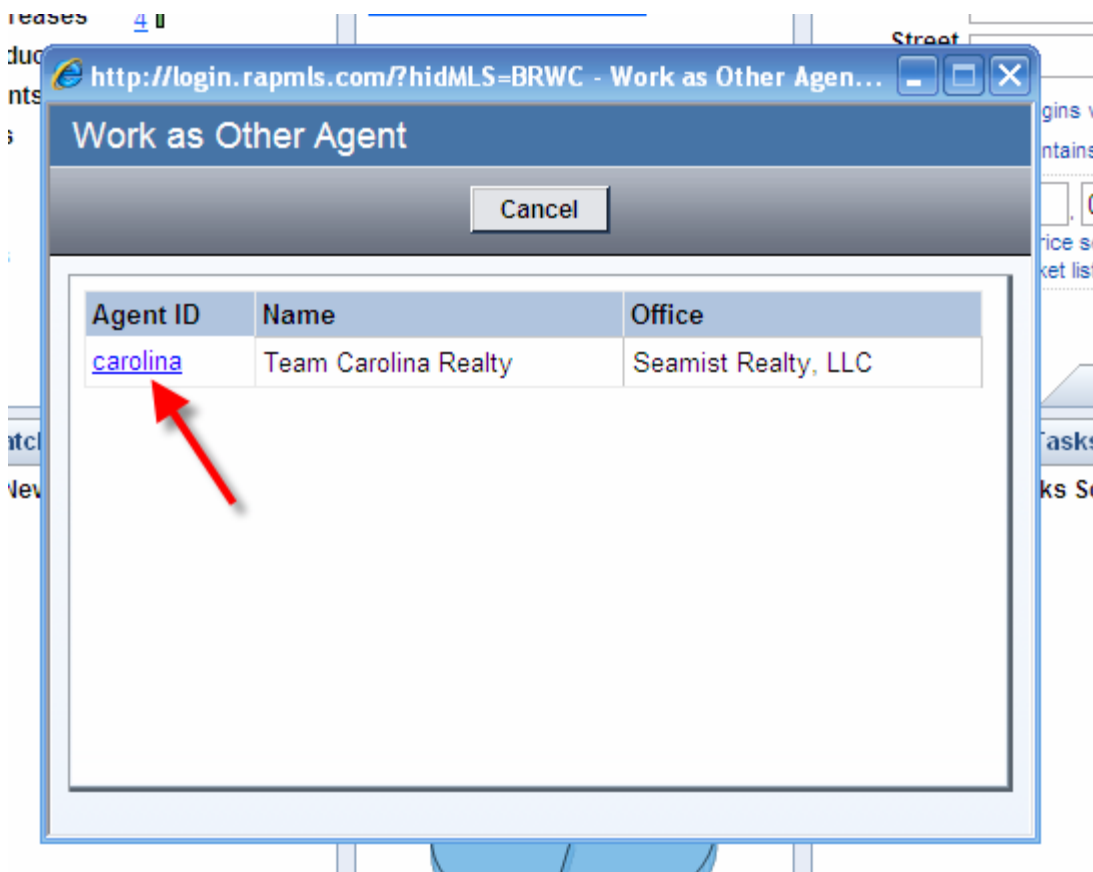 4
Street
http://login.rapmls.com/?hidMLS=BRWC - Work as Other Agen...
Work as Other Agent
Cancel
Agent ID Name Office
carolina Team Carolina Realty Seamist Realty, LLC